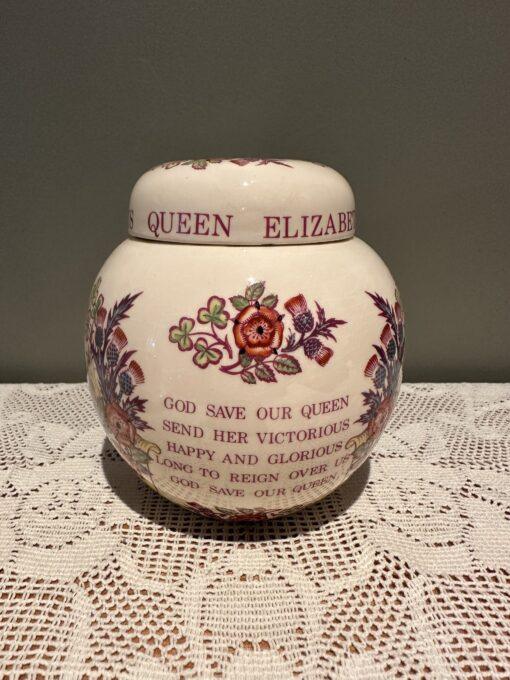 S QUEEN ELIZABE
GOD SAVE OUR QUEEN
SEND HER VICTORIOUS
HAPPY AND GLORIOUS
LONG TO REIGN OVER US
GOD SAVE OUR QUEEN